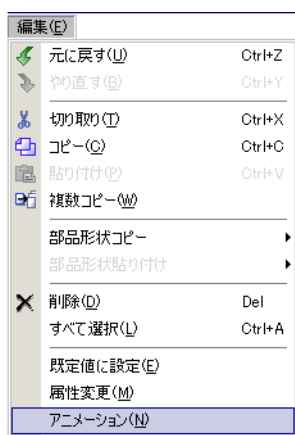 編集(E)
元に戻す(U) Ctrl+Z
やり直す(R) Ctrl+Y
切り取り(T) Ctrl+X
コピー(C) Ctrl+C
貼り付け(P) Ctrl+V
複数コピー(W)
部品形状コピー
部品形状貼り付け
削除(D) Del
すべて選択(L) Ctrl+A
既定値に設定(E)
属性変更(M)
アニメーション(N)